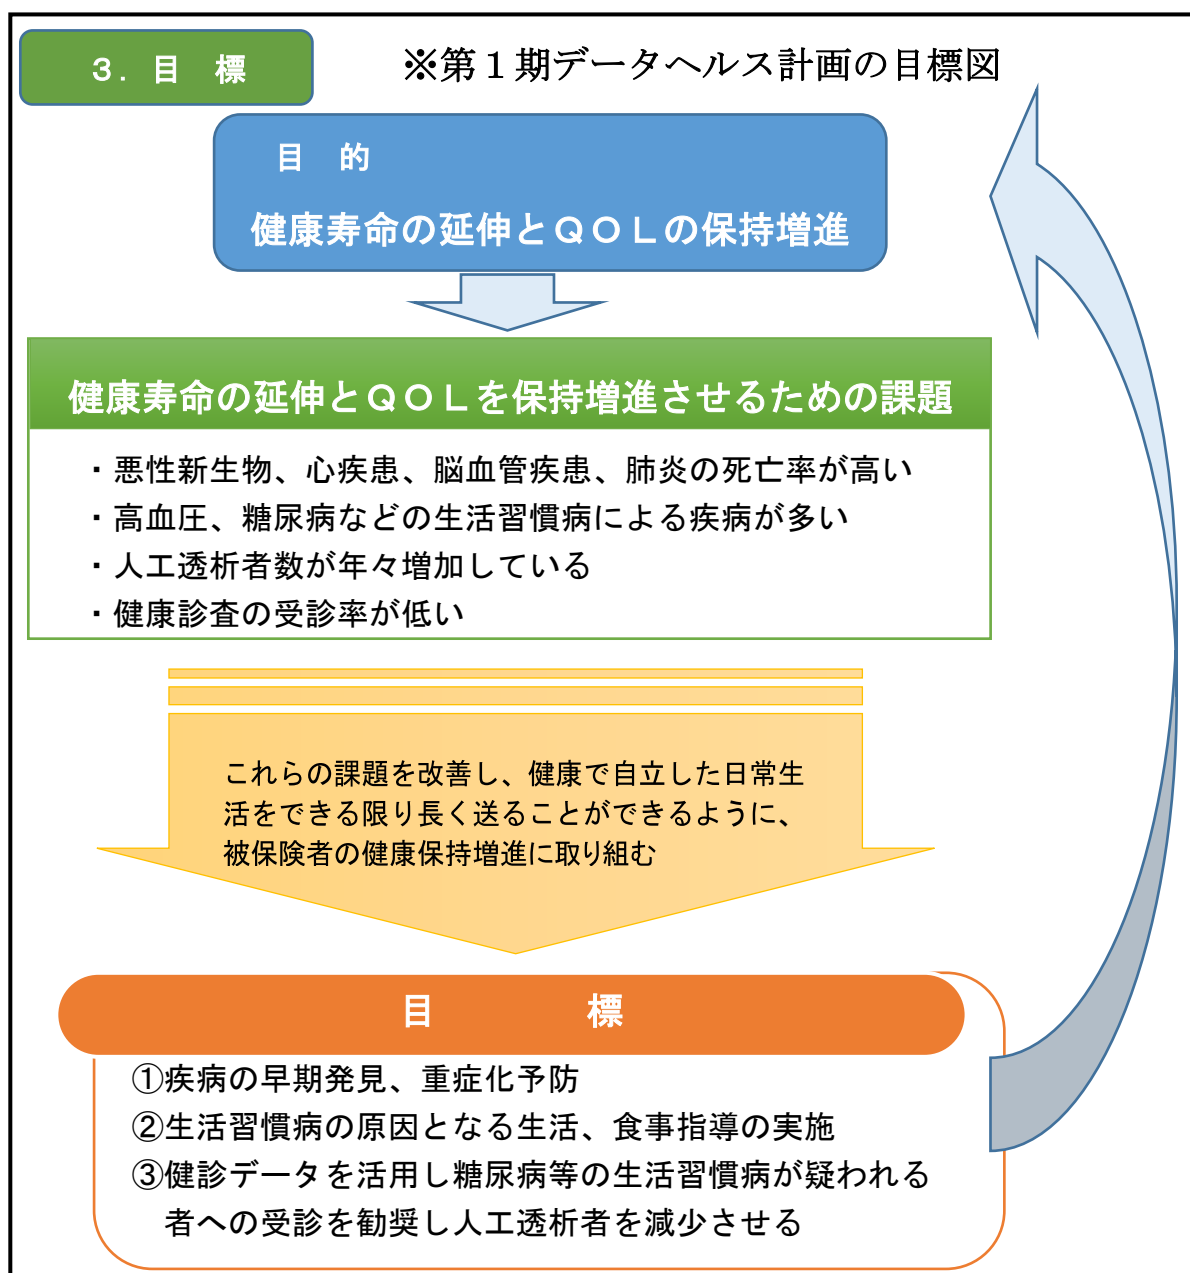 ３．目　標
※第１期データヘルス計画の目標図
目　的
健康寿命の延伸とＱＯＬの保持増進
健康寿命の延伸とＱＯＬを保持増進させるための課題
・悪性新生物、心疾患、脳血管疾患、肺炎の死亡率が高い
・高血圧、糖尿病などの生活習慣病による疾病が多い
・人工透析者数が年々増加している
・健康診査の受診率が低い
これらの課題を改善し、健康で自立した日常生
活をできる限り長く送ることができるように、
被保険者の健康保持増進に取り組む
目　　　　標
①疾病の早期発見、重症化予防
②生活習慣病の原因となる生活、食事指導の実施
③健診データを活用し糖尿病等の生活習慣病が疑われる
者への受診を勧奨し人工透析者を減少させる